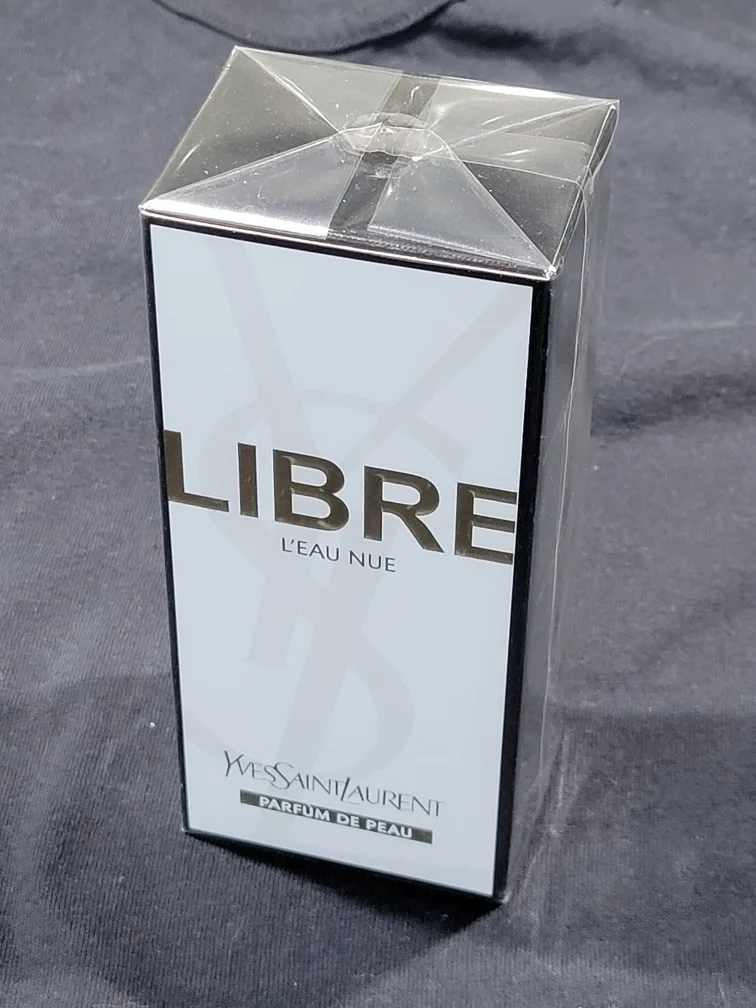 LIBRE
L'EAU NUE
YVESSAINTLAURENT
PARFUM DE PEAU